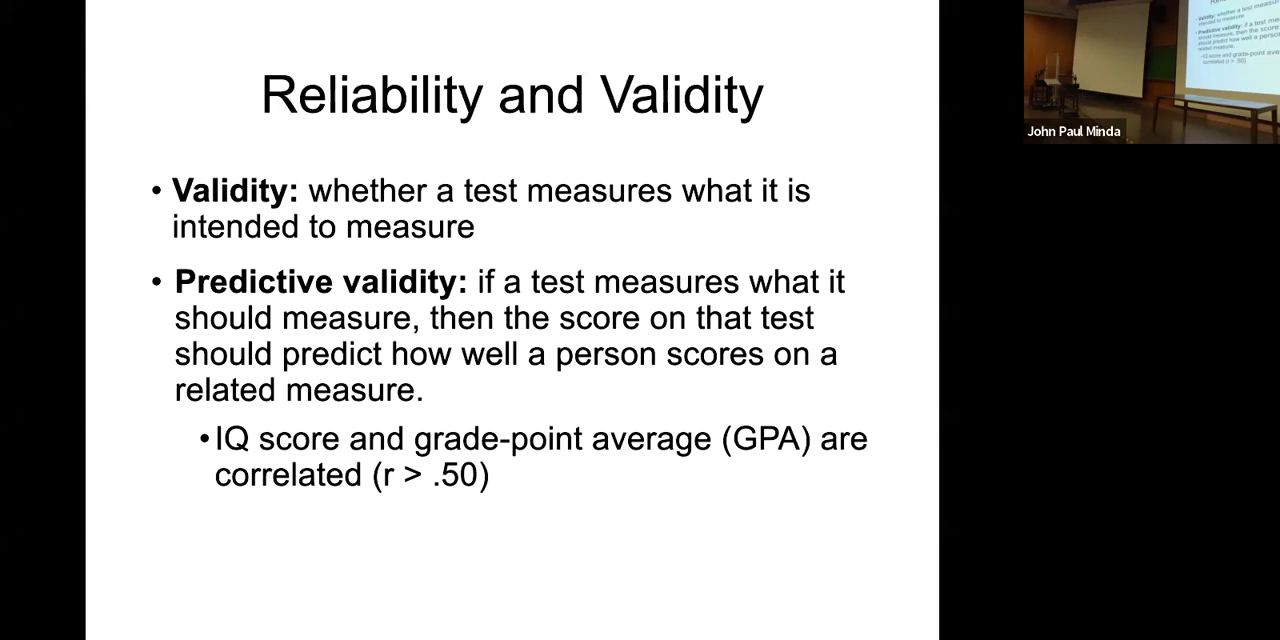 Reliability and Validity
• Validity: whether a test measures what it is
intended to measure
• Predictive validity: if a test measures what it
should measure, then the score on that test
should predict how well a person scores on a
related measure.
• IQ score and grade-point average (GPA) are
correlated (r > .50)
John Paul Minda